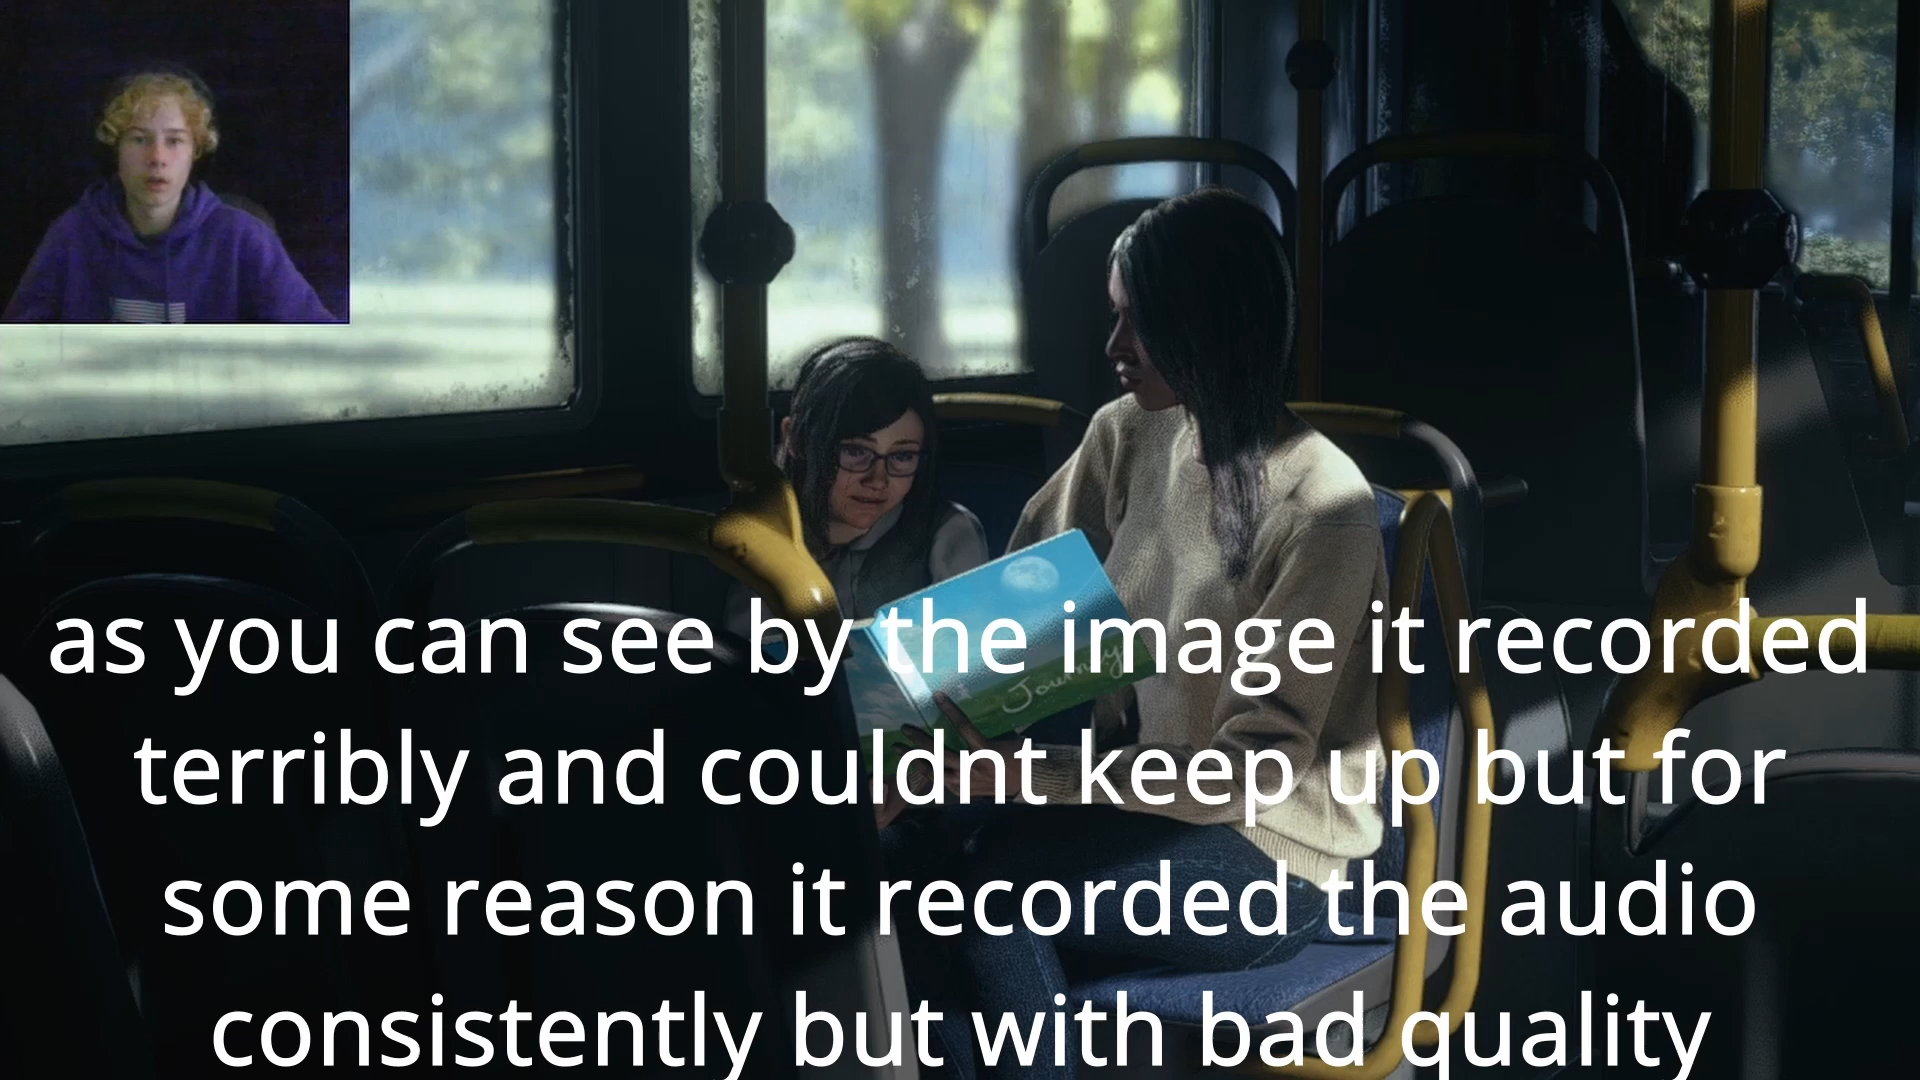 as you can see by the image it recorded
terribly and couldnt keep up but for
some reason it recorded the audio
consistently but with bad quality
Journey